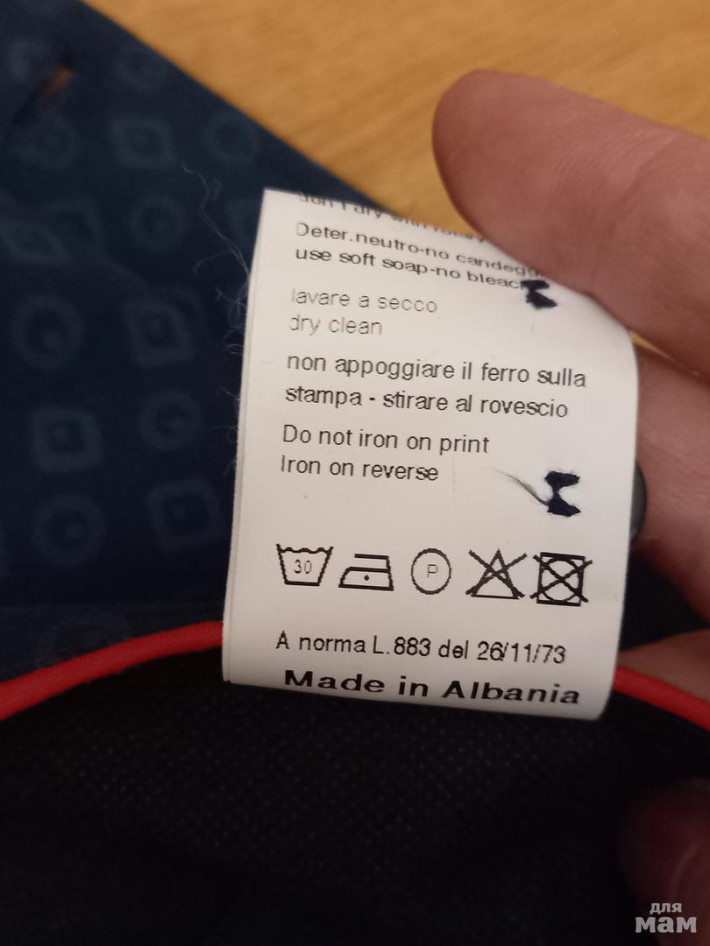 Deter.neutro-no candegg
use soft soap-no bleac
lavare a secco
dry clean
non appoggiare il ferro sulla
stampa - stirare al rovescio
Do not iron on print
Iron on reverse
30 P
A norma L.883 del 26/11/73
Made in Albania
для
мам